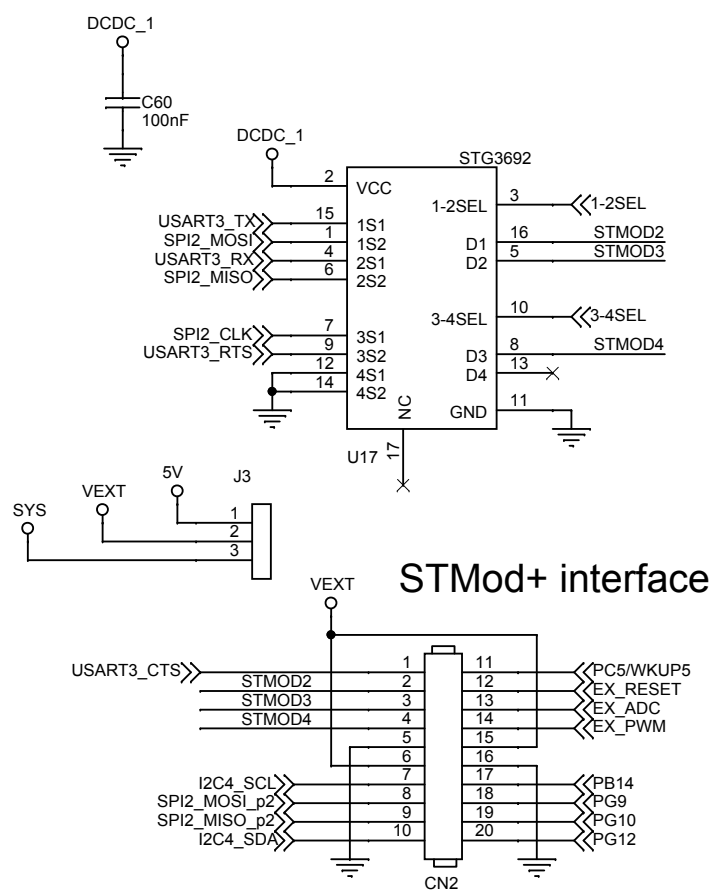 DCDC_1
C60
100nF
DCDC_1
STG3692
2
VCC
1-2SEL
3
1-2SEL
USART3_TX
15
1S1
SPI2_MOSI
1
1S2
D1
16
STMOD2
USART3_RX
4
2S1
D2
5
STMOD3
SPI2_MISO
6
2S2
3-4SEL
10
3-4SEL
SPI2_CLK
7
3S1
USART3_RTS
9
3S2
D3
8
STMOD4
12
4S1
D4
13
14
4S2
NC
GND
11
U17
17
5V
J3
VEXT
SYS
1
2
3
STMod+ interface
VEXT
USART3_CTS
1
11
PC5/WKUP5
STMOD2
2
12
EX_RESET
STMOD3
3
13
EX_ADC
STMOD4
4
14
EX_PWM
5
15
6
16
I2C4_SCL
7
17
PB14
SPI2_MOSI_p2
8
18
PG9
SPI2_MISO_p2
9
19
PG10
I2C4_SDA
10
20
PG12
CN2